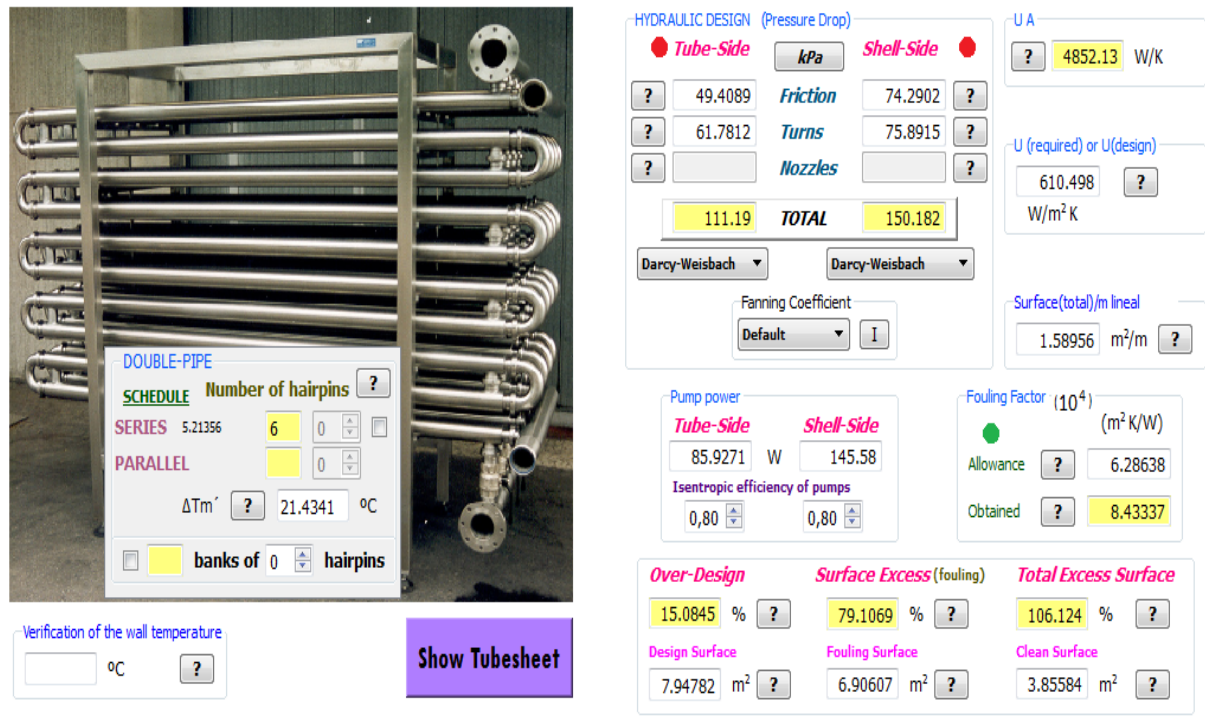 DOUBLE-PIPE
SCHEDULE Number of hairpins ?
SERIES 5.21356 6 0
PARALLEL 0
ΔTm´ ? 21.4341 ºC
banks of 0 hairpins
Verification of the wall temperature
ºC ?
Show Tubesheet
HYDRAULIC DESIGN (Pressure Drop)
Tube-Side kPa Shell-Side
? 49.4089 Friction 74.2902 ?
? 61.7812 Turns 75.8915 ?
? Nozzles ?
111.19 TOTAL 150.182
Darcy-Weisbach Darcy-Weisbach
Fanning Coefficient
Default I
U A
? 4852.13 W/K
U (required) or U(design)
610.498 ?
W/m² K
Surface(total)/m lineal
1.58956 m²/m ?
Pump power
Tube-Side Shell-Side
85.9271 W 145.58
Isentropic efficiency of pumps
0,80 0,80
Fouling Factor (10⁴)
(m² K/W)
Allowance ? 6.28638
Obtained ? 8.43337
Over-Design Surface Excess (fouling) Total Excess Surface
15.0845 % ? 79.1069 % ? 106.124 % ?
Design Surface Fouling Surface Clean Surface
7.94782 m² ? 6.90607 m² ? 3.85584 m² ?